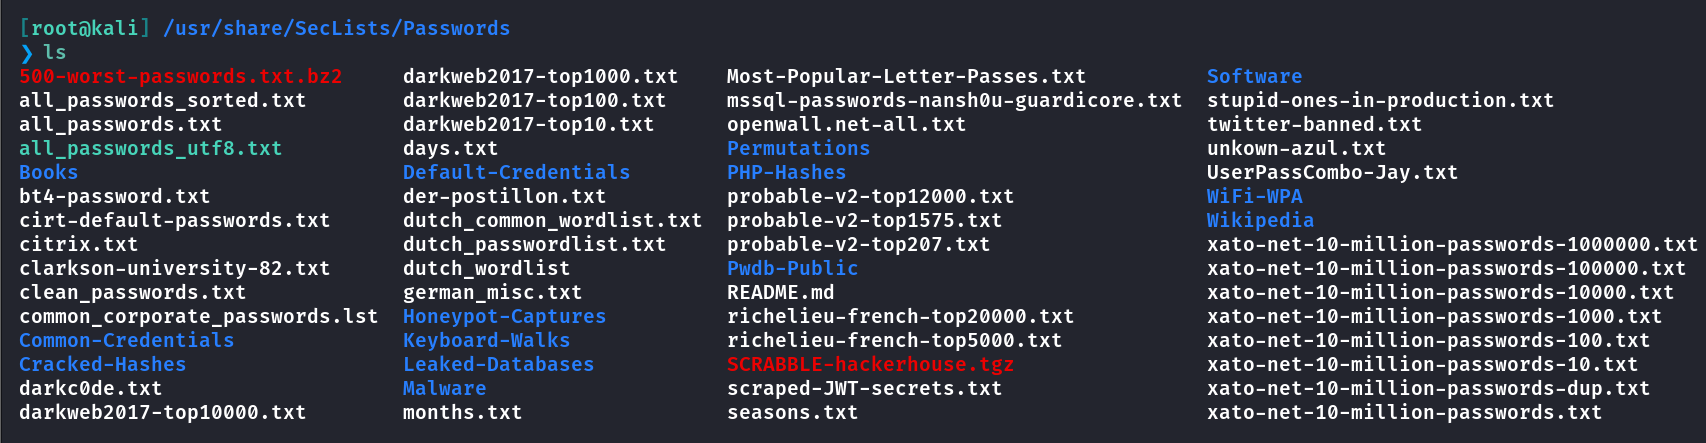 [root@kali] /usr/share/SecLists/Passwords
❯ ls
500-worst-passwords.txt.bz2 darkweb2017-top1000.txt Most-Popular-Letter-Passes.txt Software
all_passwords_sorted.txt darkweb2017-top100.txt mssql-passwords-nansh0u-guardicore.txt stupid-ones-in-production.txt
all_passwords.txt darkweb2017-top10.txt openwall.net-all.txt twitter-banned.txt
all_passwords_utf8.txt days.txt Permutations unkown-azul.txt
Books Default-Credentials PHP-Hashes UserPassCombo-Jay.txt
bt4-password.txt der-postillon.txt probable-v2-top12000.txt WiFi-WPA
cirt-default-passwords.txt dutch_common_wordlist.txt probable-v2-top1575.txt Wikipedia
citrix.txt dutch_passwordlist.txt probable-v2-top207.txt xato-net-10-million-passwords-1000000.txt
clarkson-university-82.txt dutch_wordlist Pwdb-Public xato-net-10-million-passwords-100000.txt
clean_passwords.txt german_misc.txt README.md xato-net-10-million-passwords-10000.txt
common_corporate_passwords.lst Honeypot-Captures richelieu-french-top20000.txt xato-net-10-million-passwords-1000.txt
Common-Credentials Keyboard-Walks richelieu-french-top5000.txt xato-net-10-million-passwords-100.txt
Cracked-Hashes Leaked-Databases SCRABBLE-hackerhouse.tgz xato-net-10-million-passwords-10.txt
darkc0de.txt Malware scraped-JWT-secrets.txt xato-net-10-million-passwords-dup.txt
darkweb2017-top10000.txt months.txt seasons.txt xato-net-10-million-passwords.txt